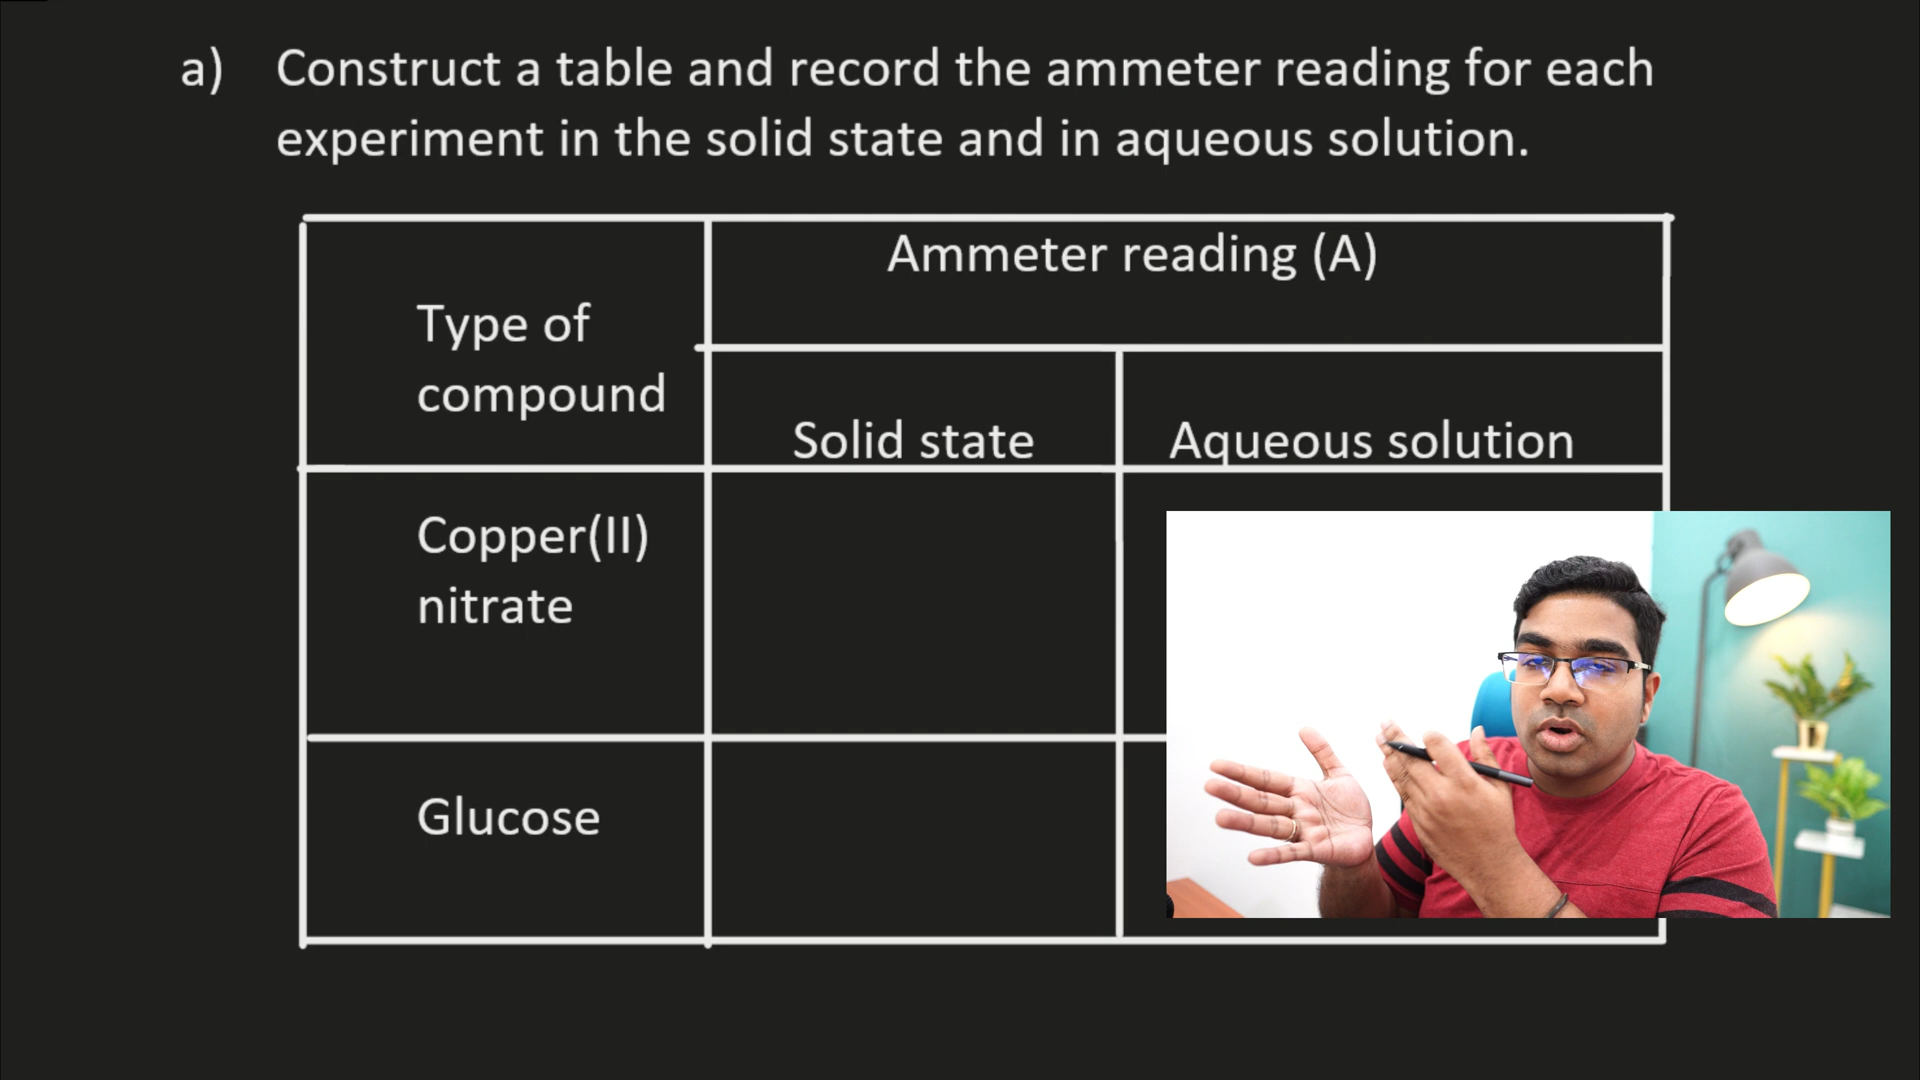 a) Construct a table and record the ammeter reading for each
experiment in the solid state and in aqueous solution.
Ammeter reading (A)
Type of
compound
Solid state
Aqueous solution
Copper(II)
nitrate
Glucose